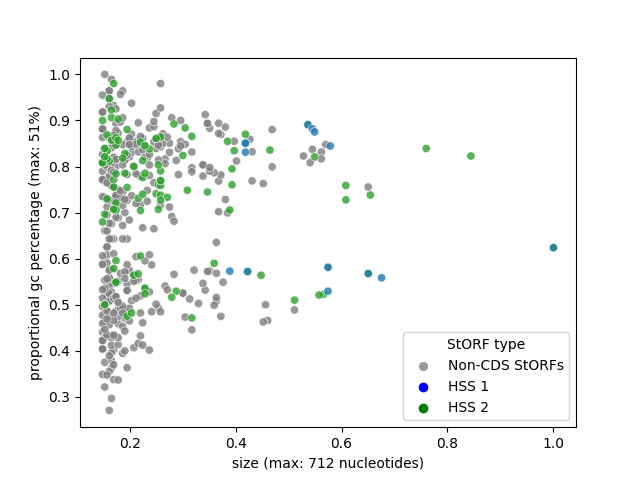 1.0
0.9
0.8
0.7
0.6
0.5
0.4
0.3
proportional gc percentage (max: 51%)
StORF type
Non-CDS StORFs
HSS 1
HSS 2
0.2 0.4 0.6 0.8 1.0
size (max: 712 nucleotides)